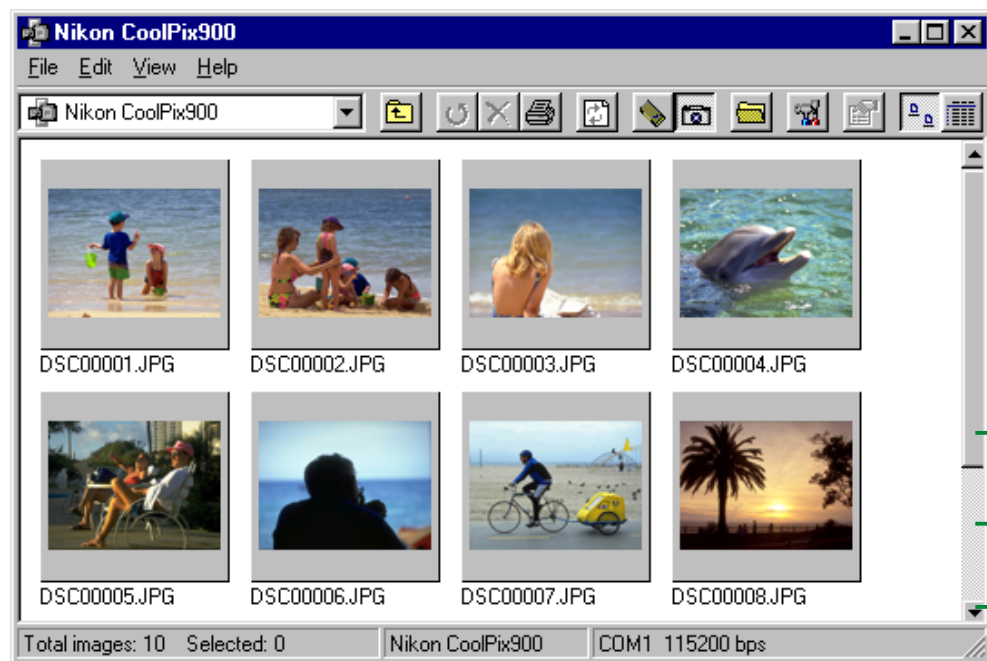 Nikon CoolPix900
File Edit View Help
Nikon CoolPix900
DSC00001.JPG DSC00002.JPG DSC00003.JPG DSC00004.JPG
DSC00005.JPG DSC00006.JPG DSC00007.JPG DSC00008.JPG
Total images: 10 Selected: 0 Nikon CoolPix900 COM1 115200 bps